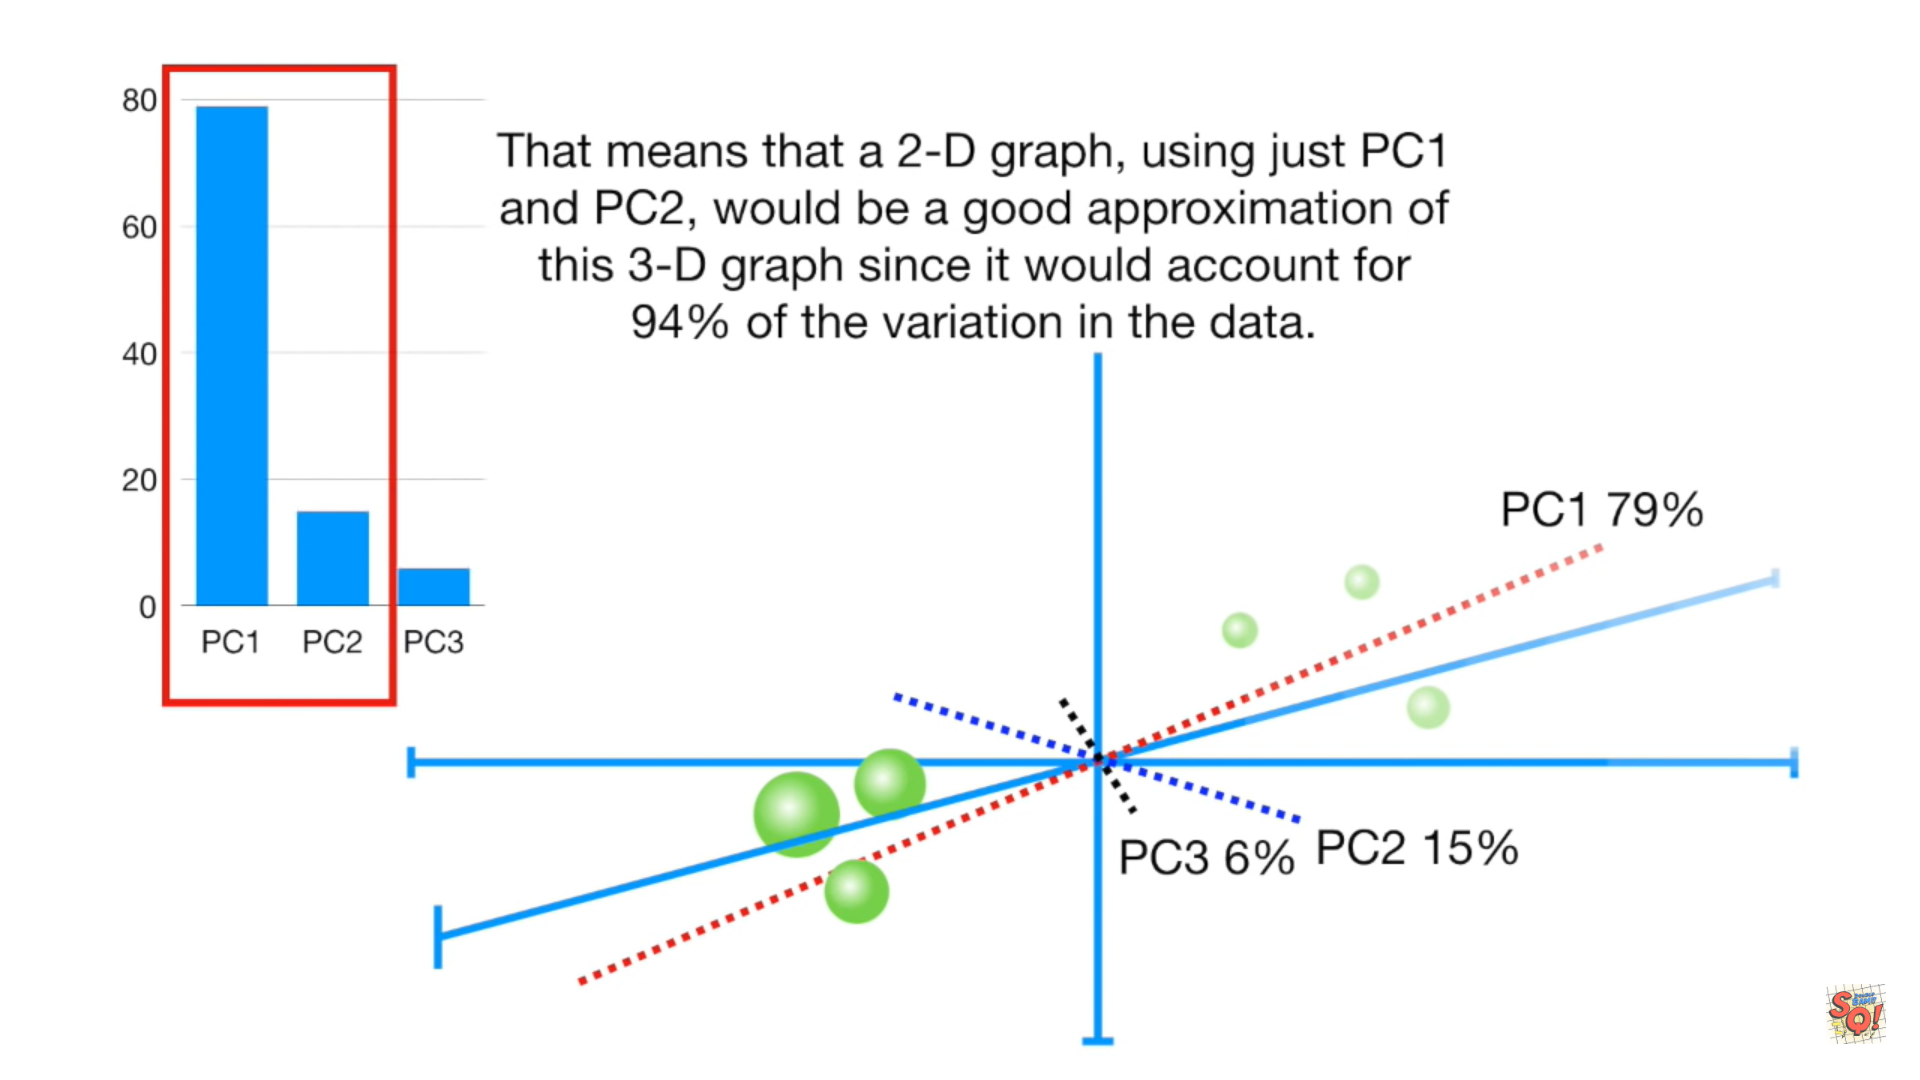 80
60
40
20
0
PC1 PC2 PC3
That means that a 2-D graph, using just PC1
and PC2, would be a good approximation of
this 3-D graph since it would account for
94% of the variation in the data.
PC1 79%
PC3 6%
PC2 15%
SQ!